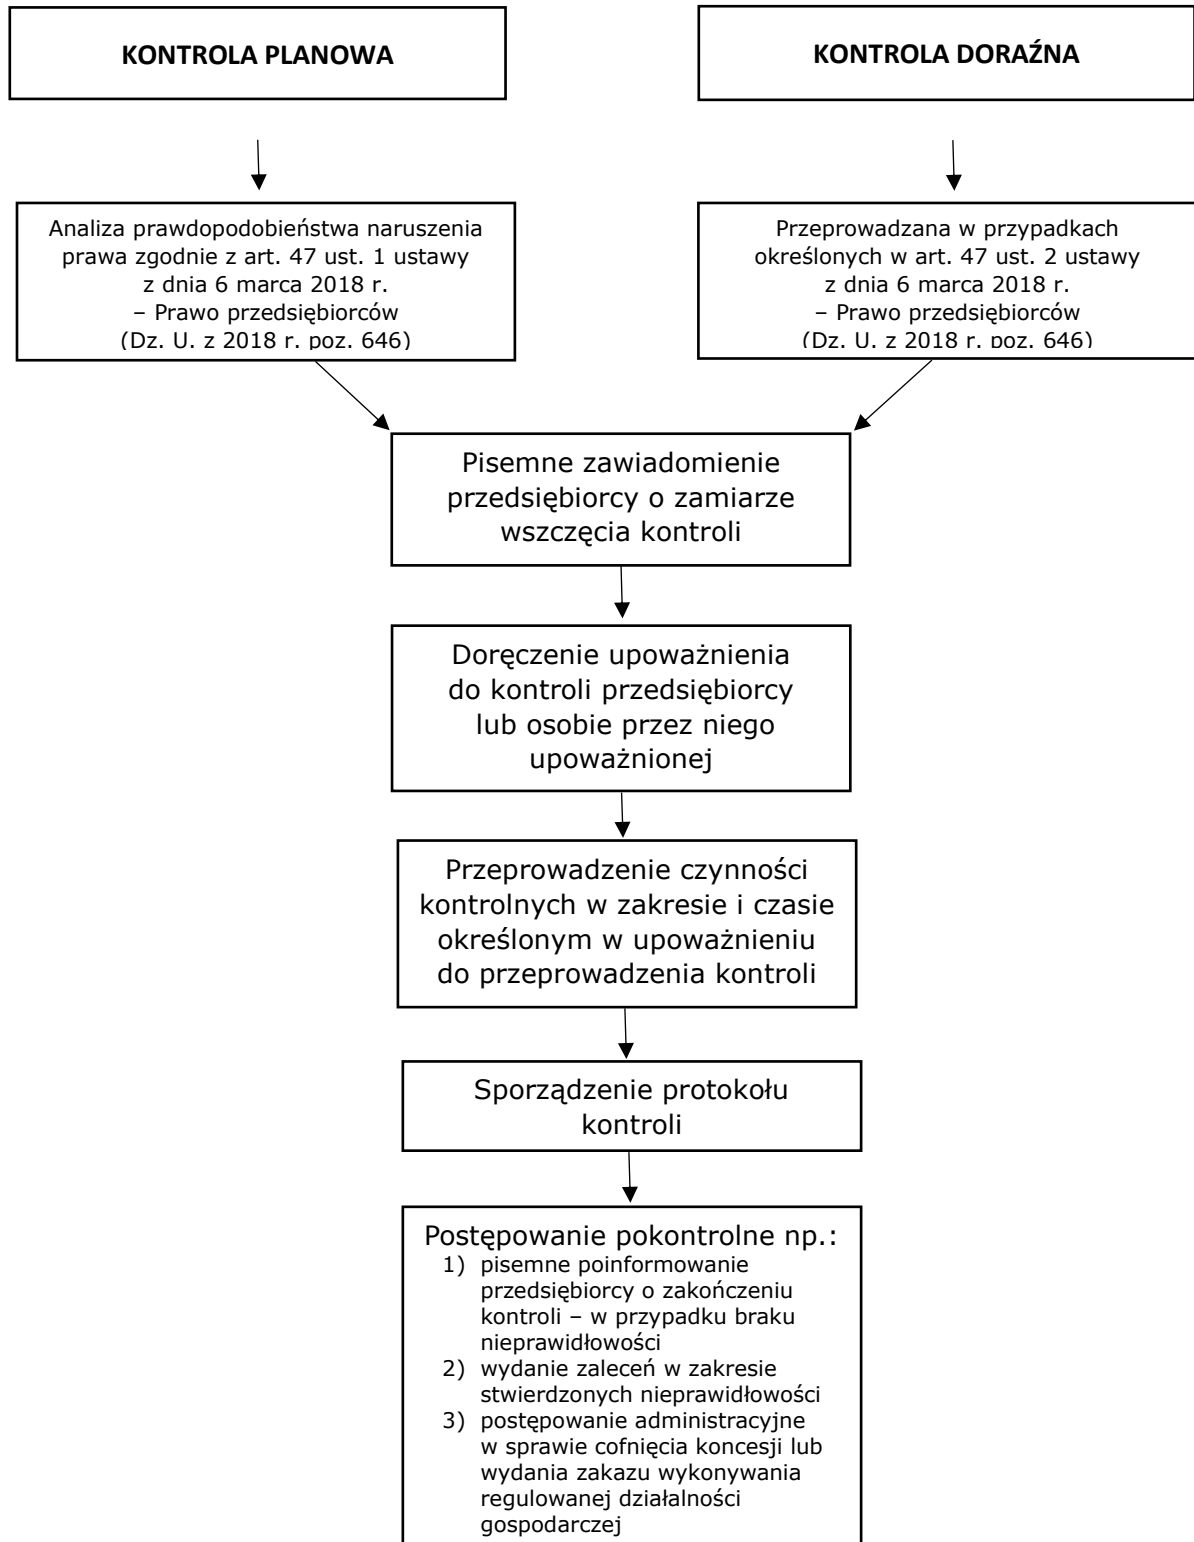 KONTROLA PLANOWA
KONTROLA DORAŹNA
Analiza prawdopodobieństwa naruszenia
prawa zgodnie z art. 47 ust. 1 ustawy
z dnia 6 marca 2018 r.
– Prawo przedsiębiorców
(Dz. U. z 2018 r. poz. 646)
Przeprowadzana w przypadkach
określonych w art. 47 ust. 2 ustawy
z dnia 6 marca 2018 r.
– Prawo przedsiębiorców
(Dz. U. z 2018 r. poz. 646)
Pisemne zawiadomienie
przedsiębiorcy o zamiarze
wszczęcia kontroli
Doręczenie upoważnienia
do kontroli przedsiębiorcy
lub osobie przez niego
upoważnionej
Przeprowadzenie czynności
kontrolnych w zakresie i czasie
określonym w upoważnieniu
do przeprowadzenia kontroli
Sporządzenie protokołu
kontroli
Postępowanie pokontrolne np.:
1) pisemne poinformowanie
przedsiębiorcy o zakończeniu
kontroli – w przypadku braku
nieprawidłowości
2) wydanie zaleceń w zakresie
stwierdzonych nieprawidłowości
3) postępowanie administracyjne
w sprawie cofnięcia koncesji lub
wydania zakazu wykonywania
regulowanej działalności
gospodarczej